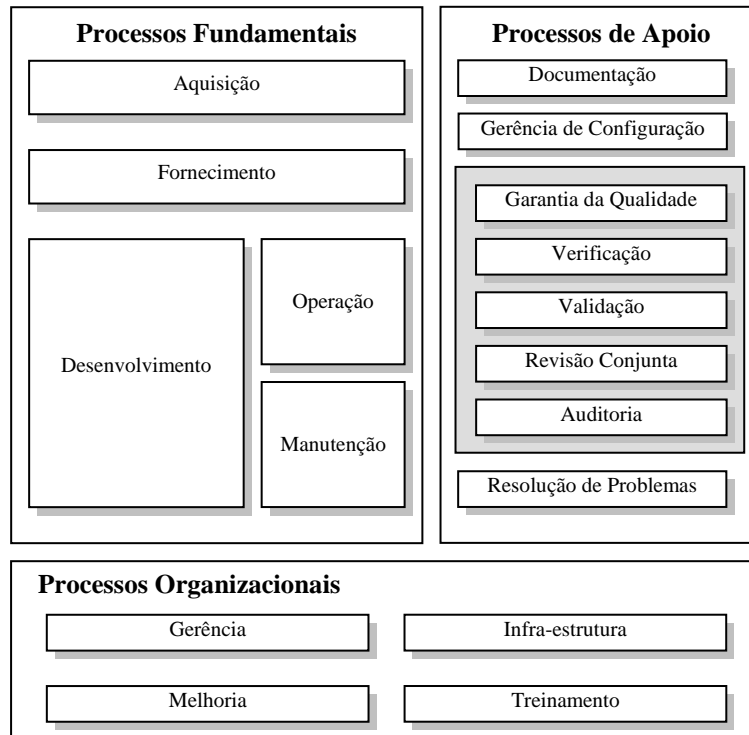 Processos Fundamentais
Aquisição
Fornecimento
Desenvolvimento
Operação
Manutenção
Processos de Apoio
Documentação
Gerência de Configuração
Garantia da Qualidade
Verificação
Validação
Revisão Conjunta
Auditoria
Resolução de Problemas
Processos Organizacionais
Gerência
Infra-estrutura
Melhoria
Treinamento